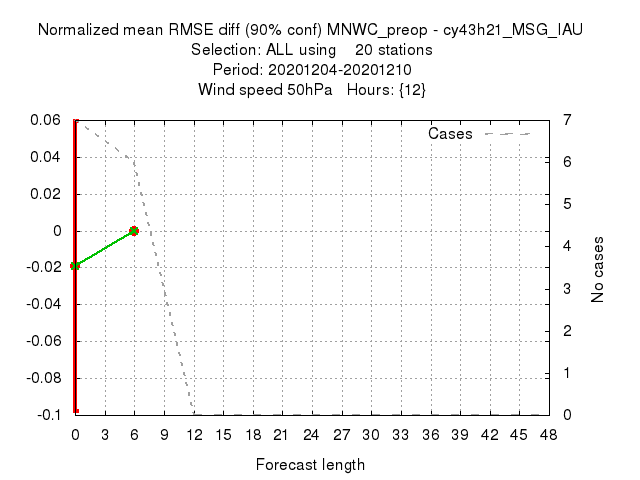 Normalized mean RMSE diff (90% conf) MNWC_preop - cy43h21_MSG_IAU
Selection: ALL using 20 stations
Period: 20201204-20201210
Wind speed 50hPa Hours: {12}
Cases
0.06
0.04
0.02
0
-0.02
-0.04
-0.06
-0.08
-0.1
7
6
5
4
3
2
1
0
No cases
0 3 6 9 12 15 18 21 24 27 30 33 36 39 42 45 48
Forecast length